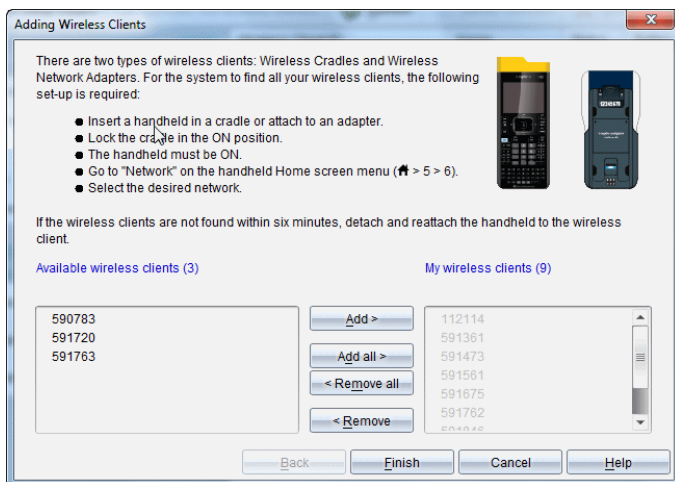 Adding Wireless Clients
There are two types of wireless clients: Wireless Cradles and Wireless
Network Adapters. For the system to find all your wireless clients, the following
set-up is required:
Insert a handheld in a cradle or attach to an adapter.
Lock the cradle in the ON position.
The handheld must be ON.
Go to "Network" on the handheld Home screen menu ( > 5 > 6).
Select the desired network.
If the wireless clients are not found within six minutes, detach and reattach the handheld to the wireless
client.
Available wireless clients (3)
My wireless clients (9)
590783
591720
591763
Add >
Add all >
< Remove all
< Remove
112114
591361
591473
591561
591675
591762
Back
Finish
Cancel
Help